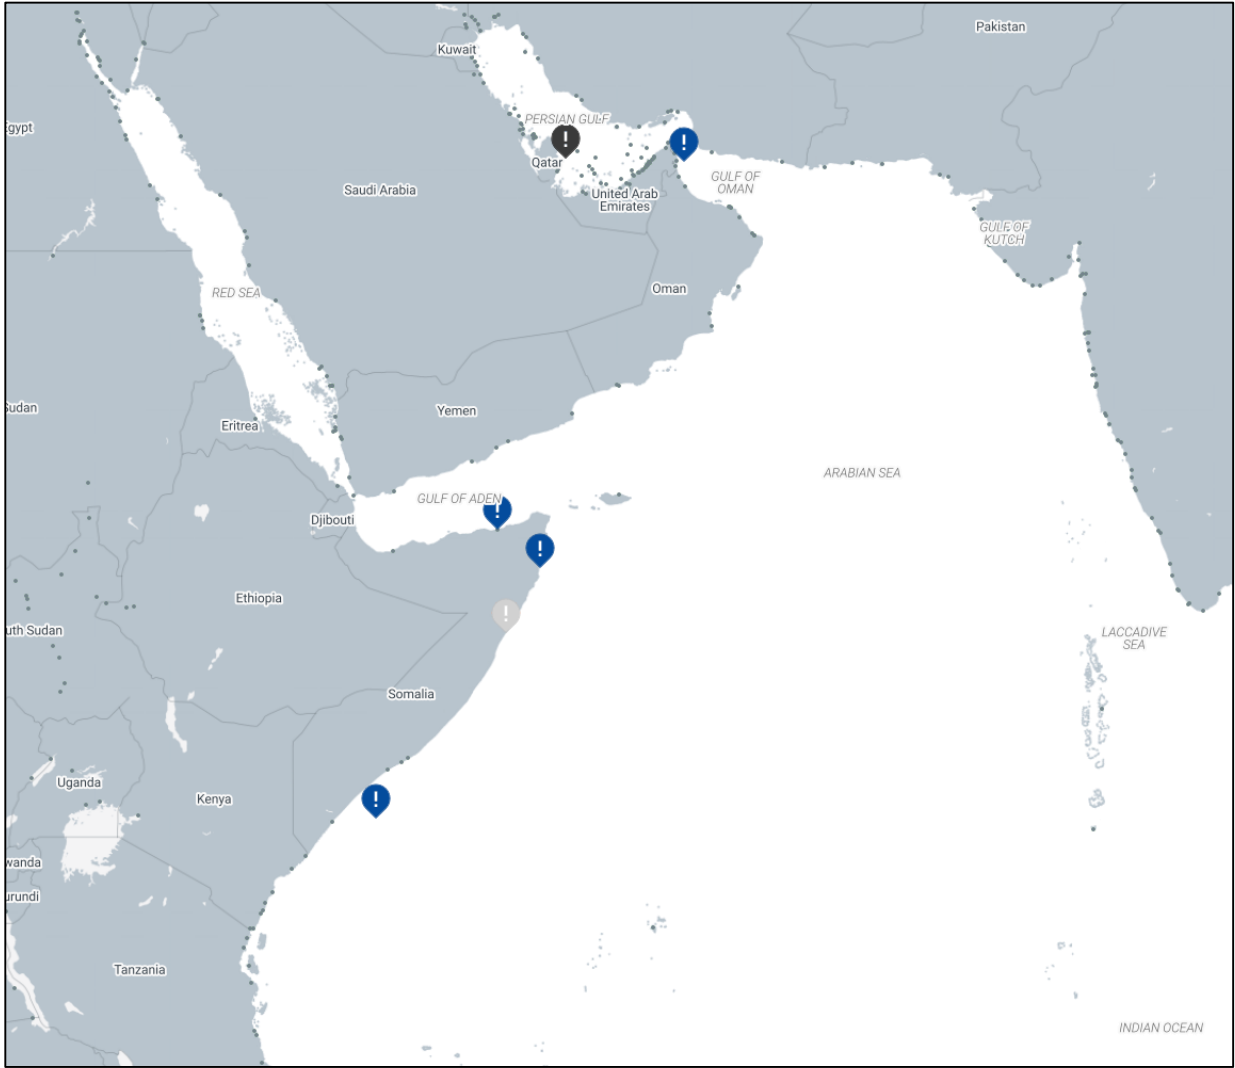 Pakistan
Kuwait
PERSIAN GULF
!
!
Egypt
Qatar
GULF OF
OMAN
Saudi Arabia
United Arab
Emirates
GULF OF
KUTCH
RED SEA
Oman
Sudan
Yemen
Eritrea
ARABIAN SEA
GULF OF ADEN
!
Djibouti
!
Ethiopia
!
uth Sudan
LACCADIVE
SEA
Somalia
Uganda
Kenya
!
wanda
urundi
Tanzania
INDIAN OCEAN